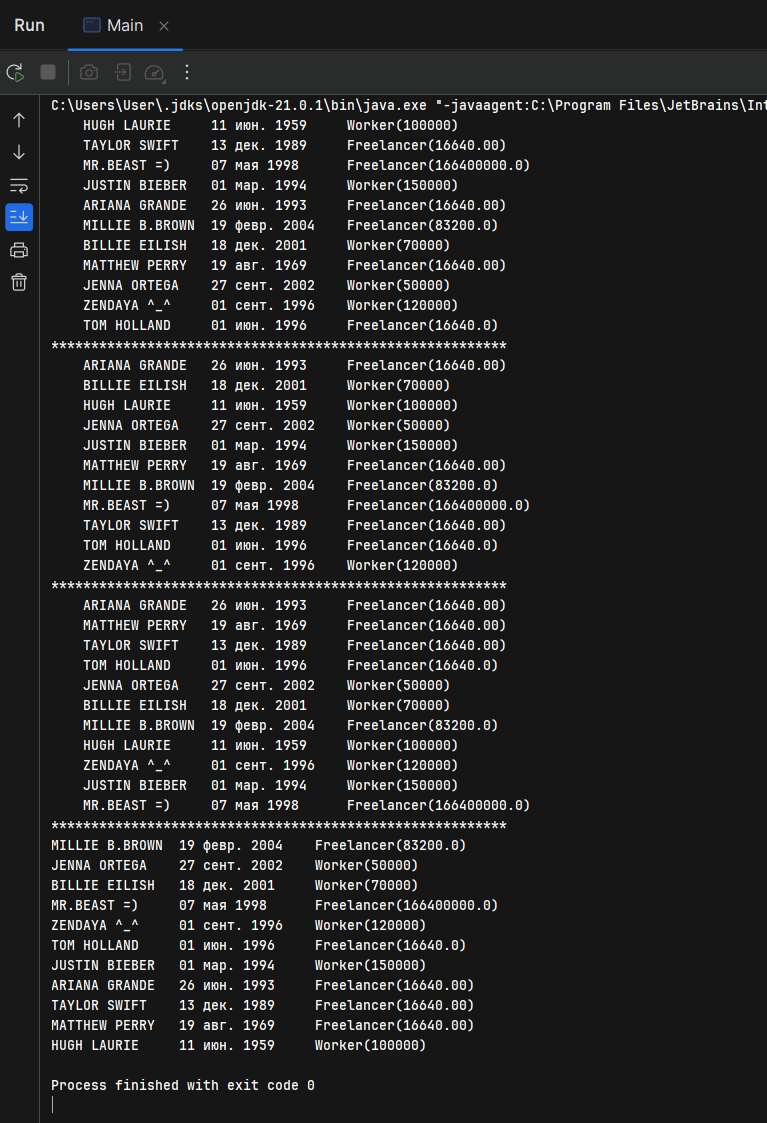 Run Main
C:\Users\User\.jdks\openjdk-21.0.1\bin\java.exe "-javaagent:C:\Program Files\JetBrains\Int
HUGH LAURIE 11 июн. 1959 Worker(100000)
TAYLOR SWIFT 13 дек. 1989 Freelancer(16640.00)
MR.BEAST =) 07 мая 1998 Freelancer(166400000.0)
JUSTIN BIEBER 01 мар. 1994 Worker(150000)
ARIANA GRANDE 26 июн. 1993 Freelancer(16640.00)
MILLIE B.BROWN 19 февр. 2004 Freelancer(83200.0)
BILLIE EILISH 18 дек. 2001 Worker(70000)
MATTHEW PERRY 19 авг. 1969 Freelancer(16640.00)
JENNA ORTEGA 27 сент. 2002 Worker(50000)
ZENDAYA ^_^ 01 сент. 1996 Worker(120000)
TOM HOLLAND 01 июн. 1996 Freelancer(16640.0)
*********************************************************
ARIANA GRANDE 26 июн. 1993 Freelancer(16640.00)
BILLIE EILISH 18 дек. 2001 Worker(70000)
HUGH LAURIE 11 июн. 1959 Worker(100000)
JENNA ORTEGA 27 сент. 2002 Worker(50000)
JUSTIN BIEBER 01 мар. 1994 Worker(150000)
MATTHEW PERRY 19 авг. 1969 Freelancer(16640.00)
MILLIE B.BROWN 19 февр. 2004 Freelancer(83200.0)
MR.BEAST =) 07 мая 1998 Freelancer(166400000.0)
TAYLOR SWIFT 13 дек. 1989 Freelancer(16640.00)
TOM HOLLAND 01 июн. 1996 Freelancer(16640.0)
ZENDAYA ^_^ 01 сент. 1996 Worker(120000)
*********************************************************
ARIANA GRANDE 26 июн. 1993 Freelancer(16640.00)
MATTHEW PERRY 19 авг. 1969 Freelancer(16640.00)
TAYLOR SWIFT 13 дек. 1989 Freelancer(16640.00)
TOM HOLLAND 01 июн. 1996 Freelancer(16640.0)
JENNA ORTEGA 27 сент. 2002 Worker(50000)
BILLIE EILISH 18 дек. 2001 Worker(70000)
MILLIE B.BROWN 19 февр. 2004 Freelancer(83200.0)
HUGH LAURIE 11 июн. 1959 Worker(100000)
ZENDAYA ^_^ 01 сент. 1996 Worker(120000)
JUSTIN BIEBER 01 мар. 1994 Worker(150000)
MR.BEAST =) 07 мая 1998 Freelancer(166400000.0)
*********************************************************
MILLIE B.BROWN 19 февр. 2004 Freelancer(83200.0)
JENNA ORTEGA 27 сент. 2002 Worker(50000)
BILLIE EILISH 18 дек. 2001 Worker(70000)
MR.BEAST =) 07 мая 1998 Freelancer(166400000.0)
ZENDAYA ^_^ 01 сент. 1996 Worker(120000)
TOM HOLLAND 01 июн. 1996 Freelancer(16640.0)
JUSTIN BIEBER 01 мар. 1994 Worker(150000)
ARIANA GRANDE 26 июн. 1993 Freelancer(16640.00)
TAYLOR SWIFT 13 дек. 1989 Freelancer(16640.00)
MATTHEW PERRY 19 авг. 1969 Freelancer(16640.00)
HUGH LAURIE 11 июн. 1959 Worker(100000)
Process finished with exit code 0